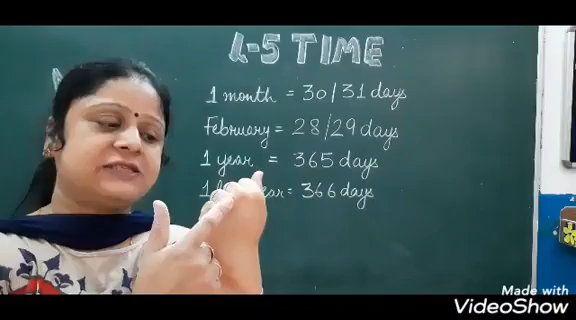 L-5 TIME
1 month = 30/31 days
February = 28/29 days
1 year = 365 days
1 year = 366 days
Made with
VideoShow